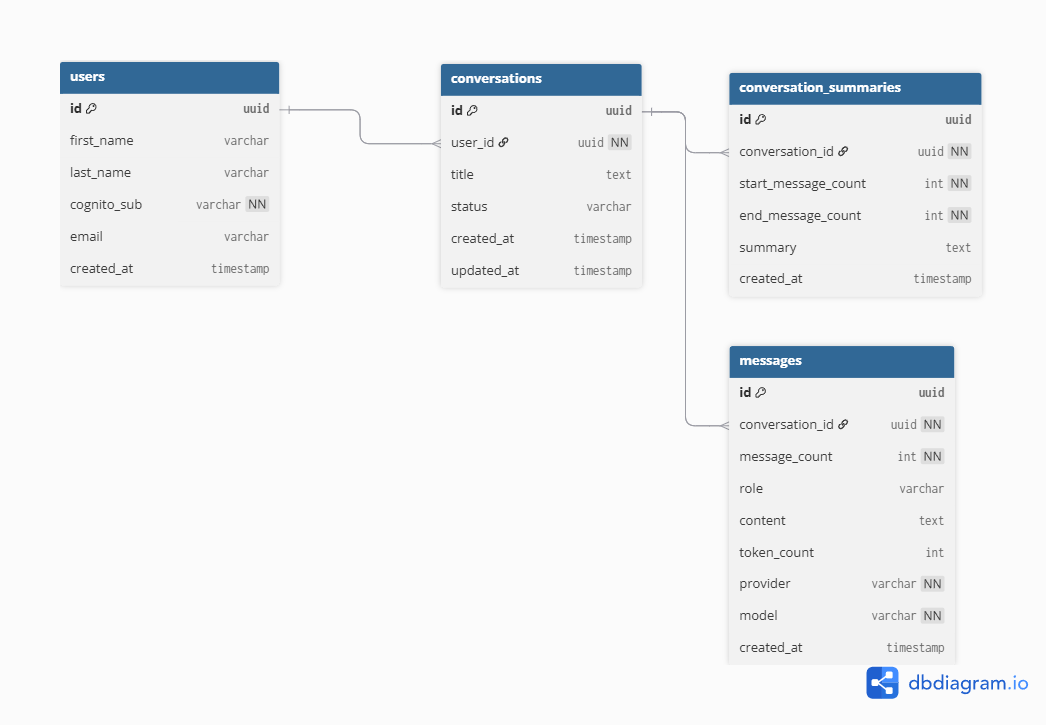 users
id uuid
first_name varchar
last_name varchar
cognito_sub varchar NN
email varchar
created_at timestamp
conversations
id uuid
user_id uuid NN
title text
status varchar
created_at timestamp
updated_at timestamp
conversation_summaries
id uuid
conversation_id uuid NN
start_message_count int NN
end_message_count int NN
summary text
created_at timestamp
messages
id uuid
conversation_id uuid NN
message_count int NN
role varchar
content text
token_count int
provider varchar NN
model varchar NN
created_at timestamp
dbdiagram.io